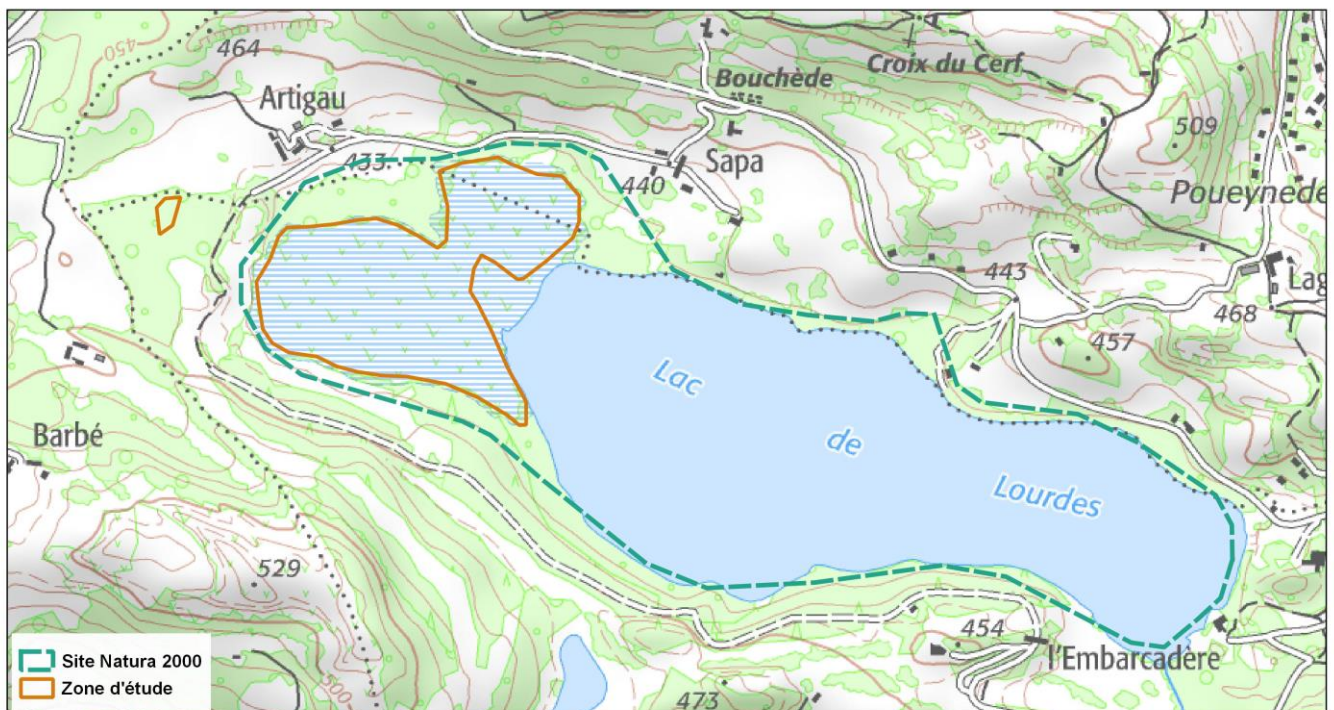 450
464
Artigau
433
Bouchède
Croix du Cerf
475
509
Sapa
440
Poueynéde
443
Lag
468
457
Lac
de
Lourdes
Barbé
529
454
l'Embarcadère
500
473
Site Natura 2000
Zone d'étude